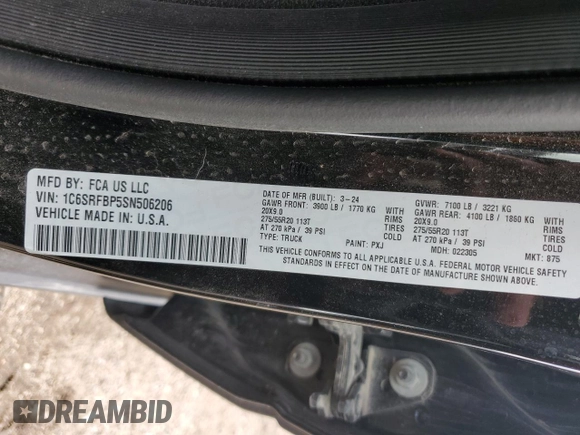 MFD BY: FCA US LLC
VIN: 1C6SRFBP5SN506206
VEHICLE MADE IN U.S.A.
DATE OF MFR (BUILT): 3-24
GAWR FRONT: 3900 LB / 1770 KG
20X9.0 RIMS
275/55R20 113T TIRES
AT 270 kPa / 39 PSI COLD
TYPE: TRUCK PAINT: PXJ
GVWR: 7100 LB / 3221 KG
GAWR REAR: 4100 LB / 1860 KG
20X9.0 RIMS
275/55R20 113T TIRES
AT 270 kPa / 39 PSI COLD
MDH: 022305 MKT: 875
THIS VEHICLE CONFORMS TO ALL APPLICABLE U.S.A. FEDERAL MOTOR VEHICLE SAFETY
STANDARDS IN EFFECT ON THE DATE OF MANUFACTURE SHOWN ABOVE.
DREAMBID